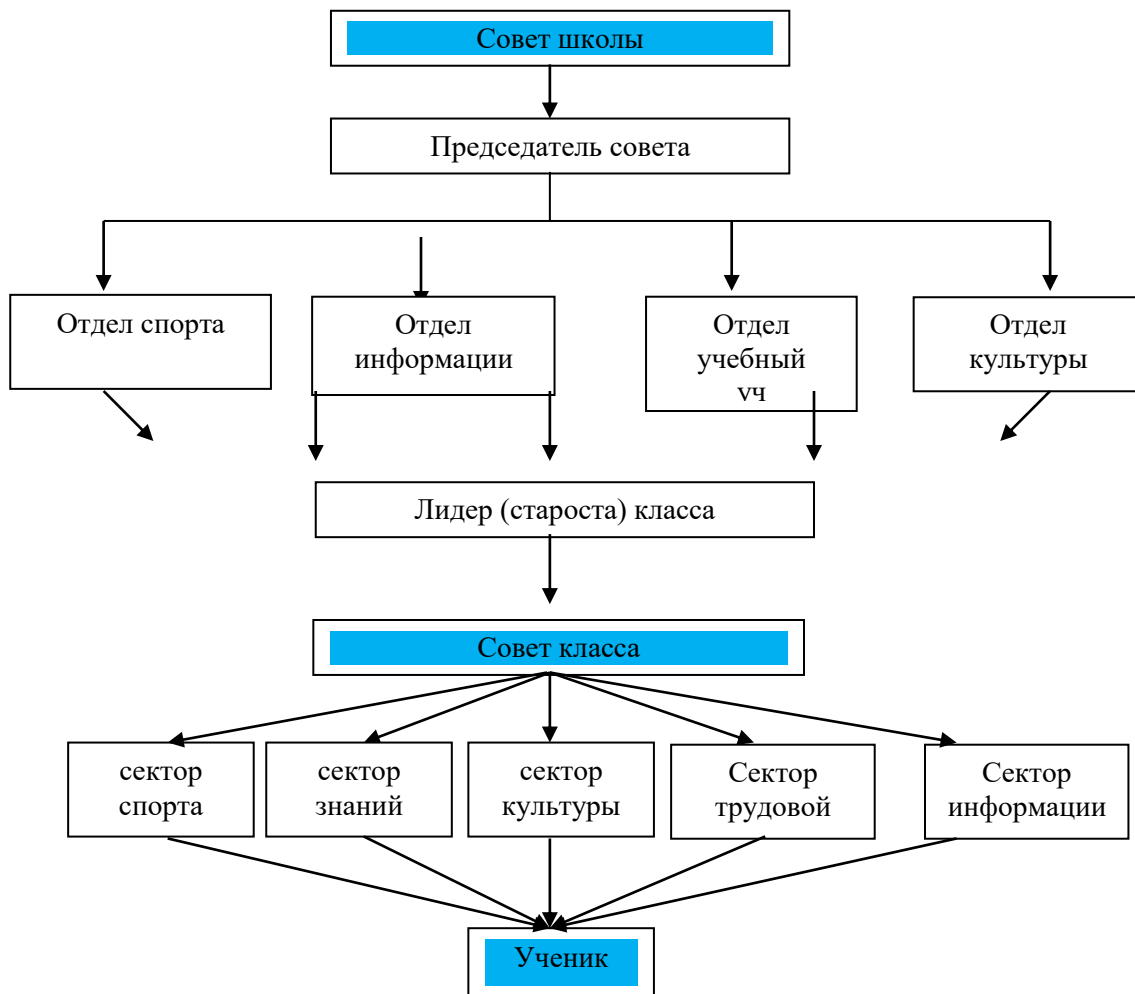 Совет школы
Председатель совета
Отдел спорта
Отдел
информации
Отдел
учебный
уч
Отдел
культуры
Лидер (староста) класса
Совет класса
сектор
спорта
сектор
знаний
сектор
культуры
Сектор
трудовой
Сектор
информации
Ученик